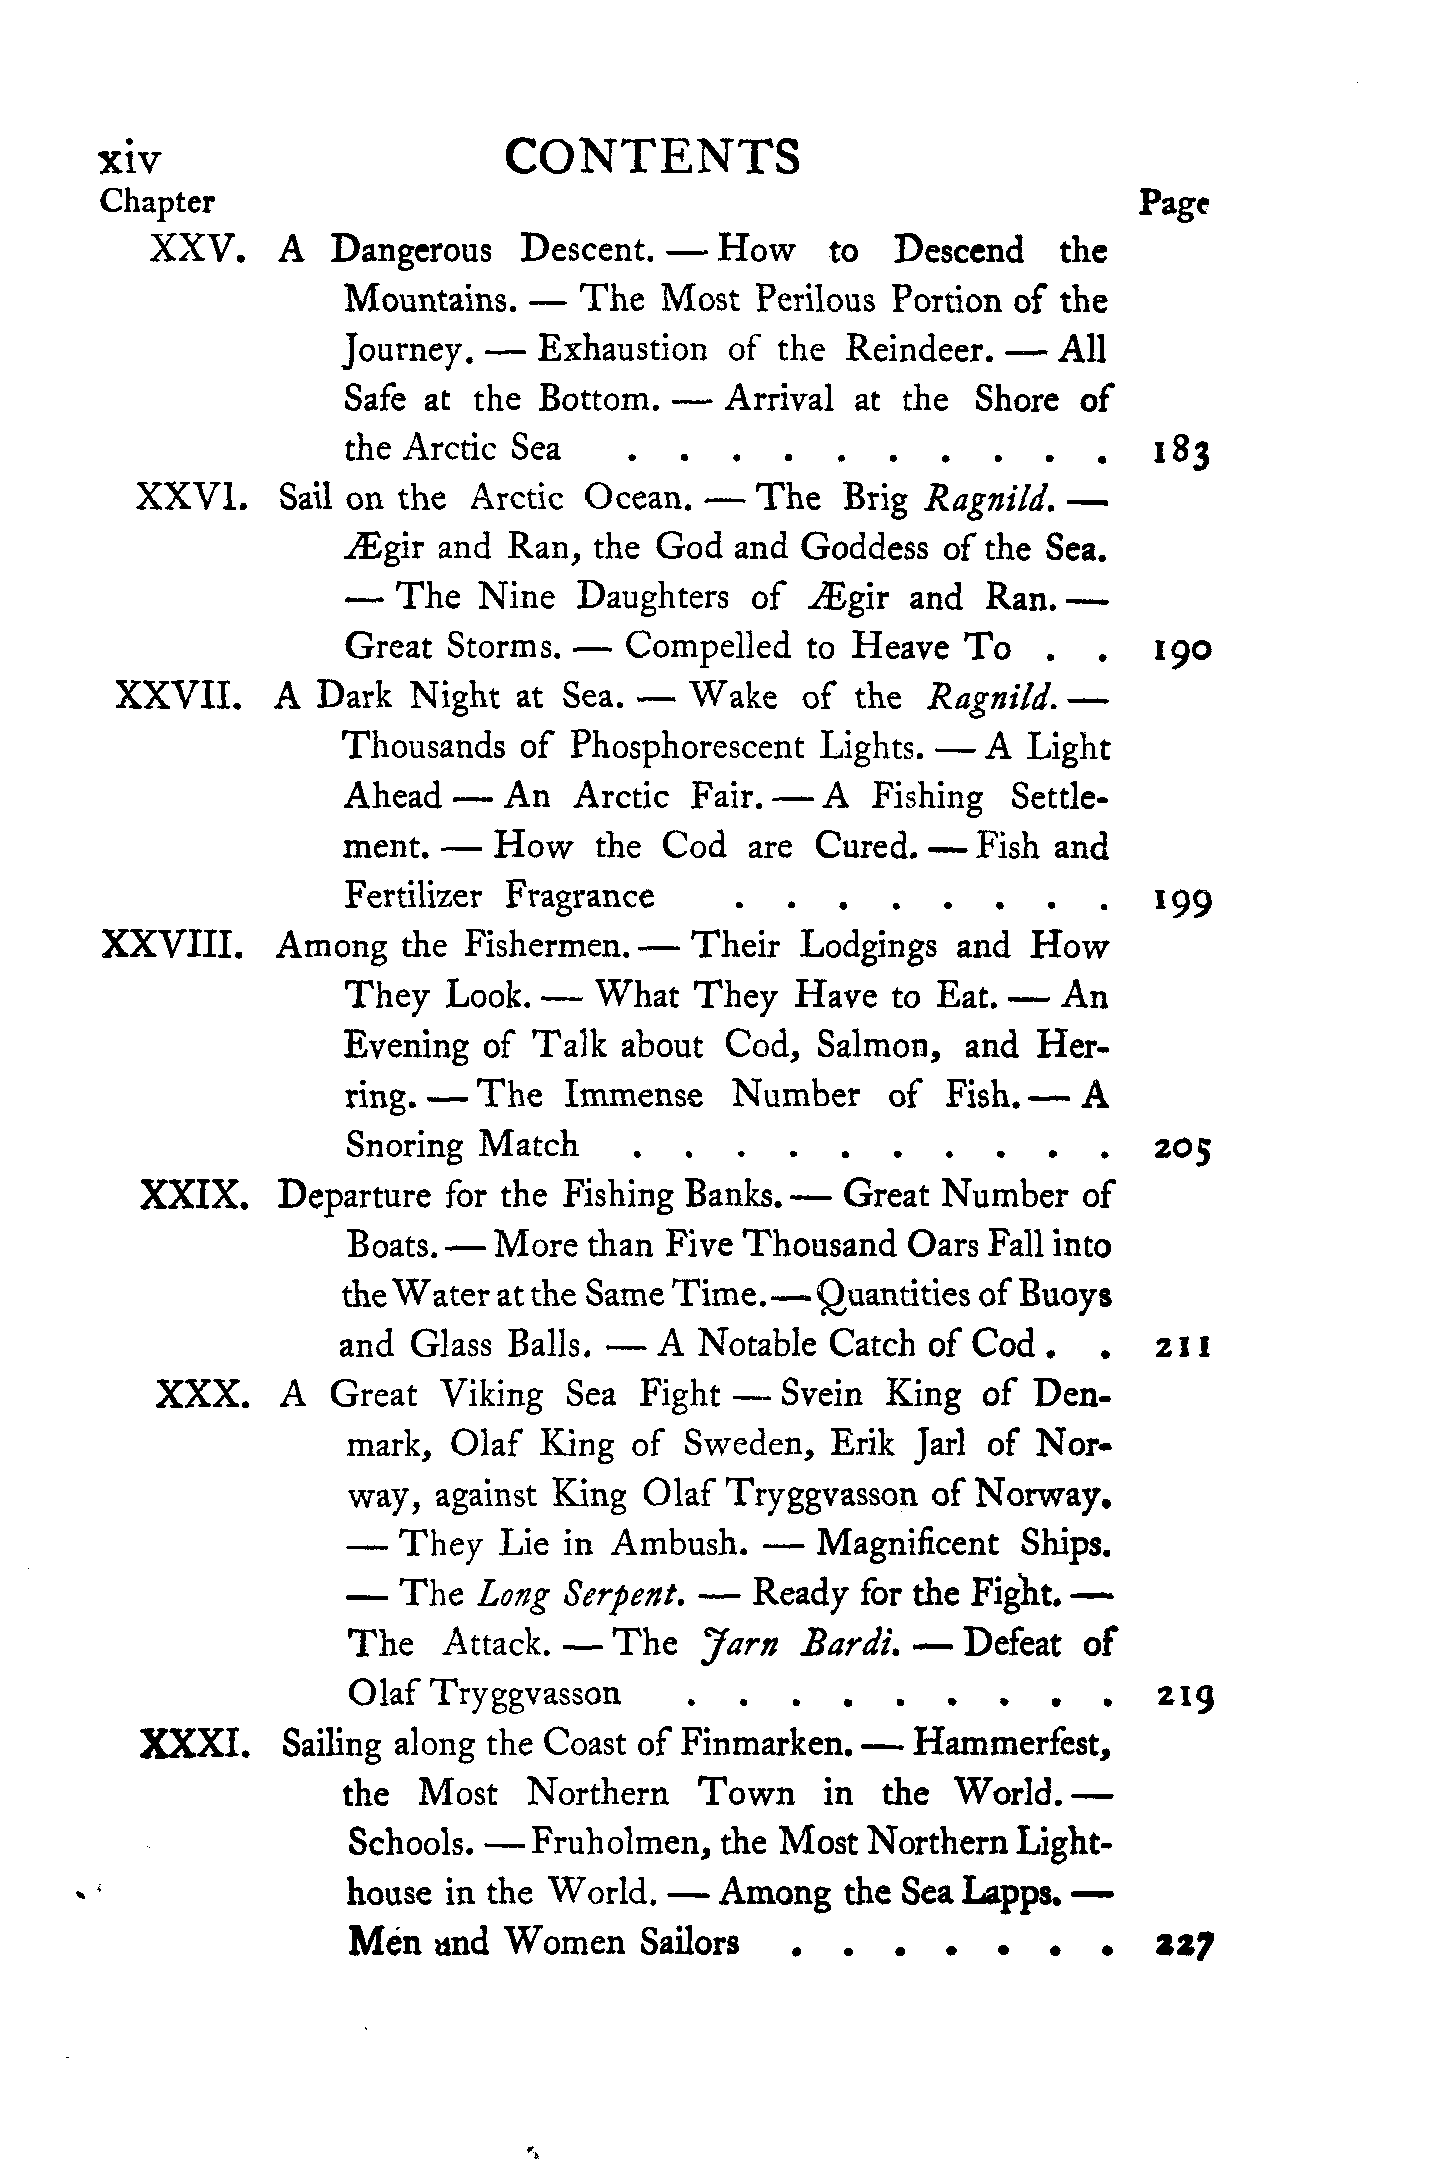 xiv CONTENTS
Chapter Page
XXV. A Dangerous Descent. — How to Descend the
Mountains. — The Most Perilous Portion of the
Journey. — Exhaustion of the Reindeer. — All
Safe at the Bottom. — Arrival at the Shore of
the Arctic Sea . . . . . . . . . . 183
XXVI. Sail on the Arctic Ocean. — The Brig Ragnild. —
Ægir and Ran, the God and Goddess of the Sea.
— The Nine Daughters of Ægir and Ran. —
Great Storms. — Compelled to Heave To . . 190
XXVII. A Dark Night at Sea. — Wake of the Ragnild. —
Thousands of Phosphorescent Lights. — A Light
Ahead — An Arctic Fair. — A Fishing Settle-
ment. — How the Cod are Cured. — Fish and
Fertilizer Fragrance . . . . . . . . 199
XXVIII. Among the Fishermen. — Their Lodgings and How
They Look. — What They Have to Eat. — An
Evening of Talk about Cod, Salmon, and Her-
ring. — The Immense Number of Fish. — A
Snoring Match . . . . . . . . . . 205
XXIX. Departure for the Fishing Banks. — Great Number of
Boats. — More than Five Thousand Oars Fall into
the Water at the Same Time. — Quantities of Buoys
and Glass Balls. — A Notable Catch of Cod . . 211
XXX. A Great Viking Sea Fight — Svein King of Den-
mark, Olaf King of Sweden, Erik Jarl of Nor-
way, against King Olaf Tryggvasson of Norway.
— They Lie in Ambush. — Magnificent Ships.
— The Long Serpent. — Ready for the Fight. —
The Attack. — The Jarn Bardi. — Defeat of
Olaf Tryggvasson . . . . . . . . . 219
XXXI. Sailing along the Coast of Finmarken. — Hammerfest,
the Most Northern Town in the World. —
Schools. — Fruholmen, the Most Northern Light-
house in the World. — Among the Sea Lapps. —
Men and Women Sailors . . . . . . . 227